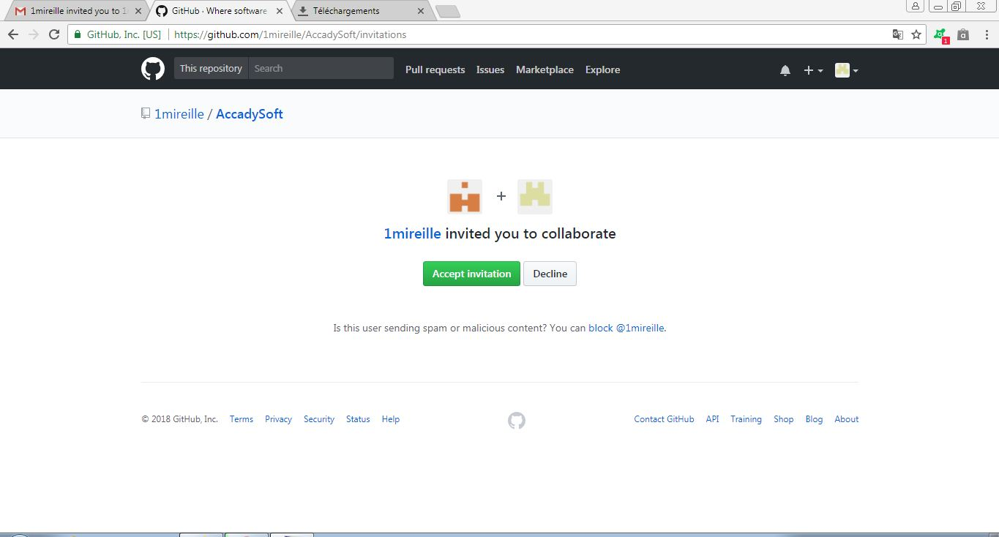 1mireille invited you to 1
GitHub · Where software
Téléchargements
GitHub, Inc. [US]
https://github.com/1mireille/AccadySoft/invitations
1
This repository
Search
Pull requests
Issues
Marketplace
Explore
1mireille / AccadySoft
+
1mireille invited you to collaborate
Accept invitation
Decline
Is this user sending spam or malicious content? You can block @1mireille.
© 2018 GitHub, Inc.
Terms
Privacy
Security
Status
Help
Contact GitHub
API
Training
Shop
Blog
About